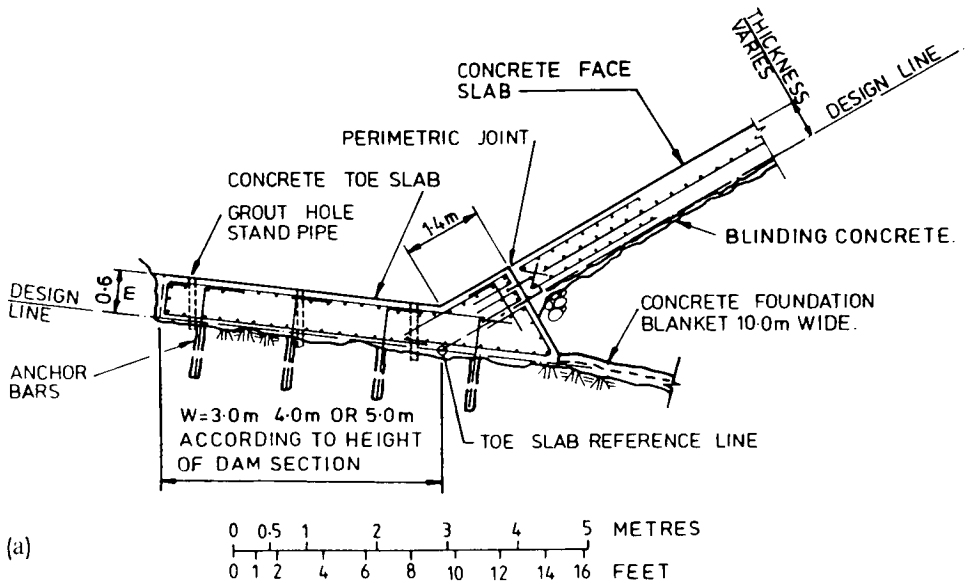 THICKNESS
VARIES
DESIGN LINE
CONCRETE FACE
SLAB
PERIMETRIC JOINT
CONCRETE TOE SLAB
GROUT HOLE
STAND PIPE
1·4m
BLINDING CONCRETE.
0·6 m
DESIGN
LINE
CONCRETE FOUNDATION
BLANKET 10·0m WIDE.
ANCHOR
BARS
W=3·0m 4·0m OR 5·0m
ACCORDING TO HEIGHT
OF DAM SECTION
TOE SLAB REFERENCE LINE
(a)
0 0·5 1 2 3 4 5 METRES
0 1 2 4 6 8 10 12 14 16 FEET